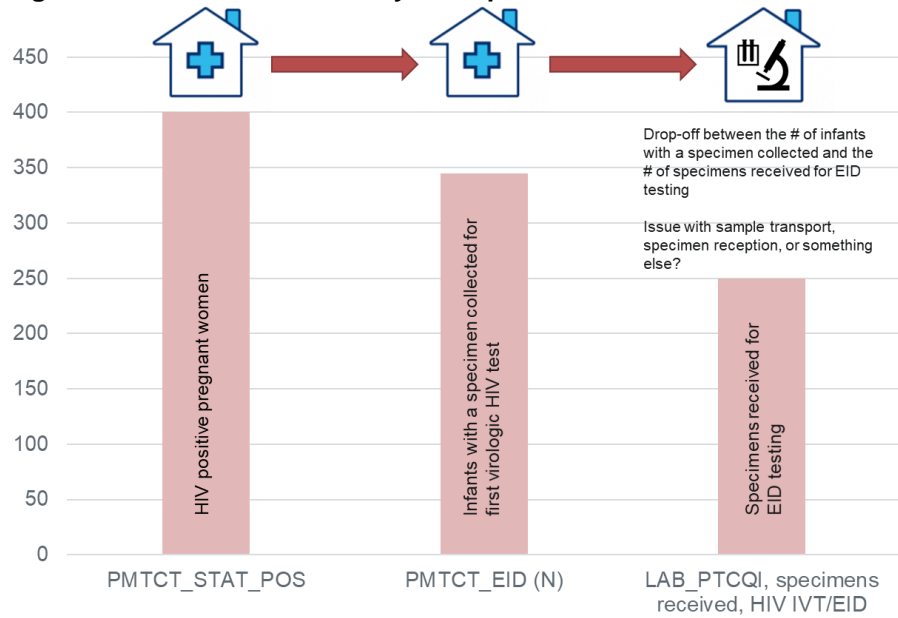 450
400
350
300
250
200
150
100
50
0
Drop-off between the # of infants
with a specimen collected and the
# of specimens received for EID
testing
Issue with sample transport,
specimen reception, or something
else?
HIV positive pregnant women
Infants with a specimen collected for
first virologic HIV test
Specimens received for
EID testing
PMTCT_STAT_POS
PMTCT_EID (N)
LAB_PTCQI, specimens
received, HIV IVT/EID